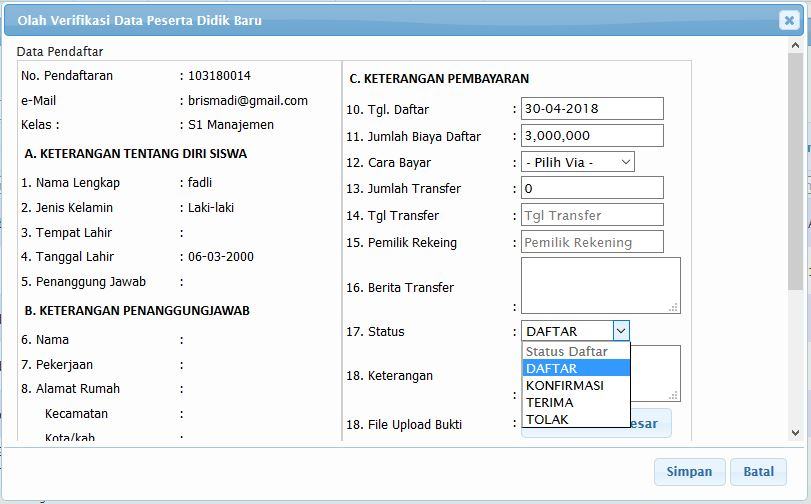 Olah Verifikasi Data Peserta Didik Baru
Data Pendaftar
No. Pendaftaran : 103180014
e-Mail : brismadi@gmail.com
Kelas : : S1 Manajemen
A. KETERANGAN TENTANG DIRI SISWA
1. Nama Lengkap : fadli
2. Jenis Kelamin : Laki-laki
3. Tempat Lahir :
4. Tanggal Lahir : 06-03-2000
5. Penanggung Jawab :
B. KETERANGAN PENANGGUNGJAWAB
6. Nama :
7. Pekerjaan :
8. Alamat Rumah :
Kecamatan :
Kota/kab :
C. KETERANGAN PEMBAYARAN
10. Tgl. Daftar : 30-04-2018
11. Jumlah Biaya Daftar : 3,000,000
12. Cara Bayar : - Pilih Via -
13. Jumlah Transfer : 0
14. Tgl Transfer : Tgl Transfer
15. Pemilik Rekeing : Pemilik Rekening
16. Berita Transfer :
17. Status : DAFTAR
Status Daftar
DAFTAR
KONFIRMASI
TERIMA
TOLAK
18. Keterangan :
18. File Upload Bukti : esar
Simpan
Batal